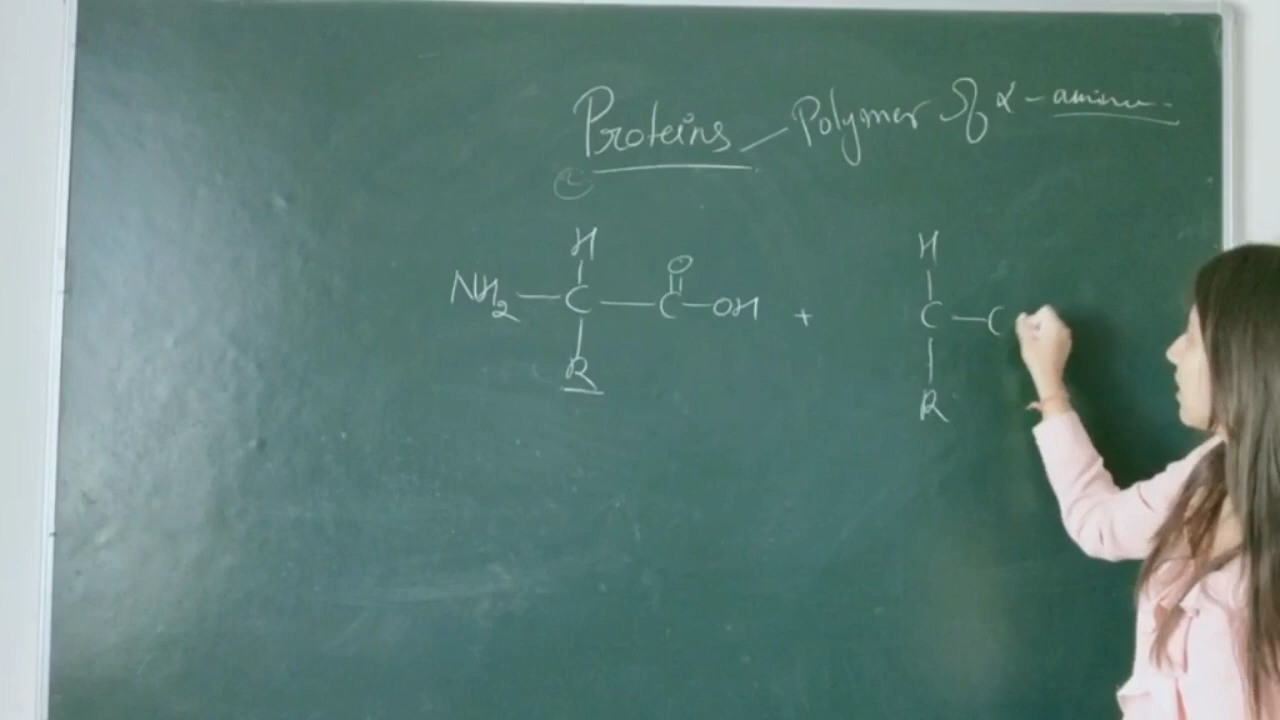 Proteins - Polymer of α - amino
H H
O
NH₂ - C - C - OH + C - C
R R